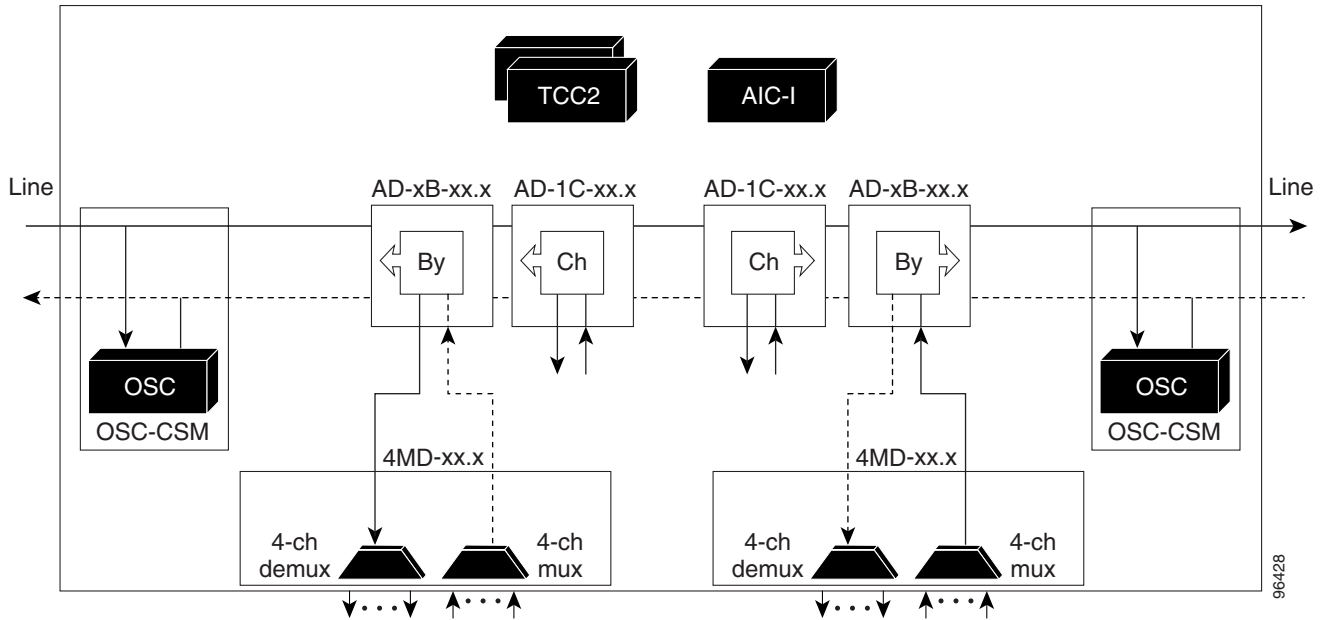 TCC2
AIC-I
Line
AD-xB-xx.x
AD-1C-xx.x
AD-1C-xx.x
AD-xB-xx.x
Line
By
Ch
Ch
By
OSC
OSC-CSM
OSC
OSC-CSM
4MD-xx.x
4MD-xx.x
4-ch
demux
4-ch
mux
4-ch
demux
4-ch
mux
96428